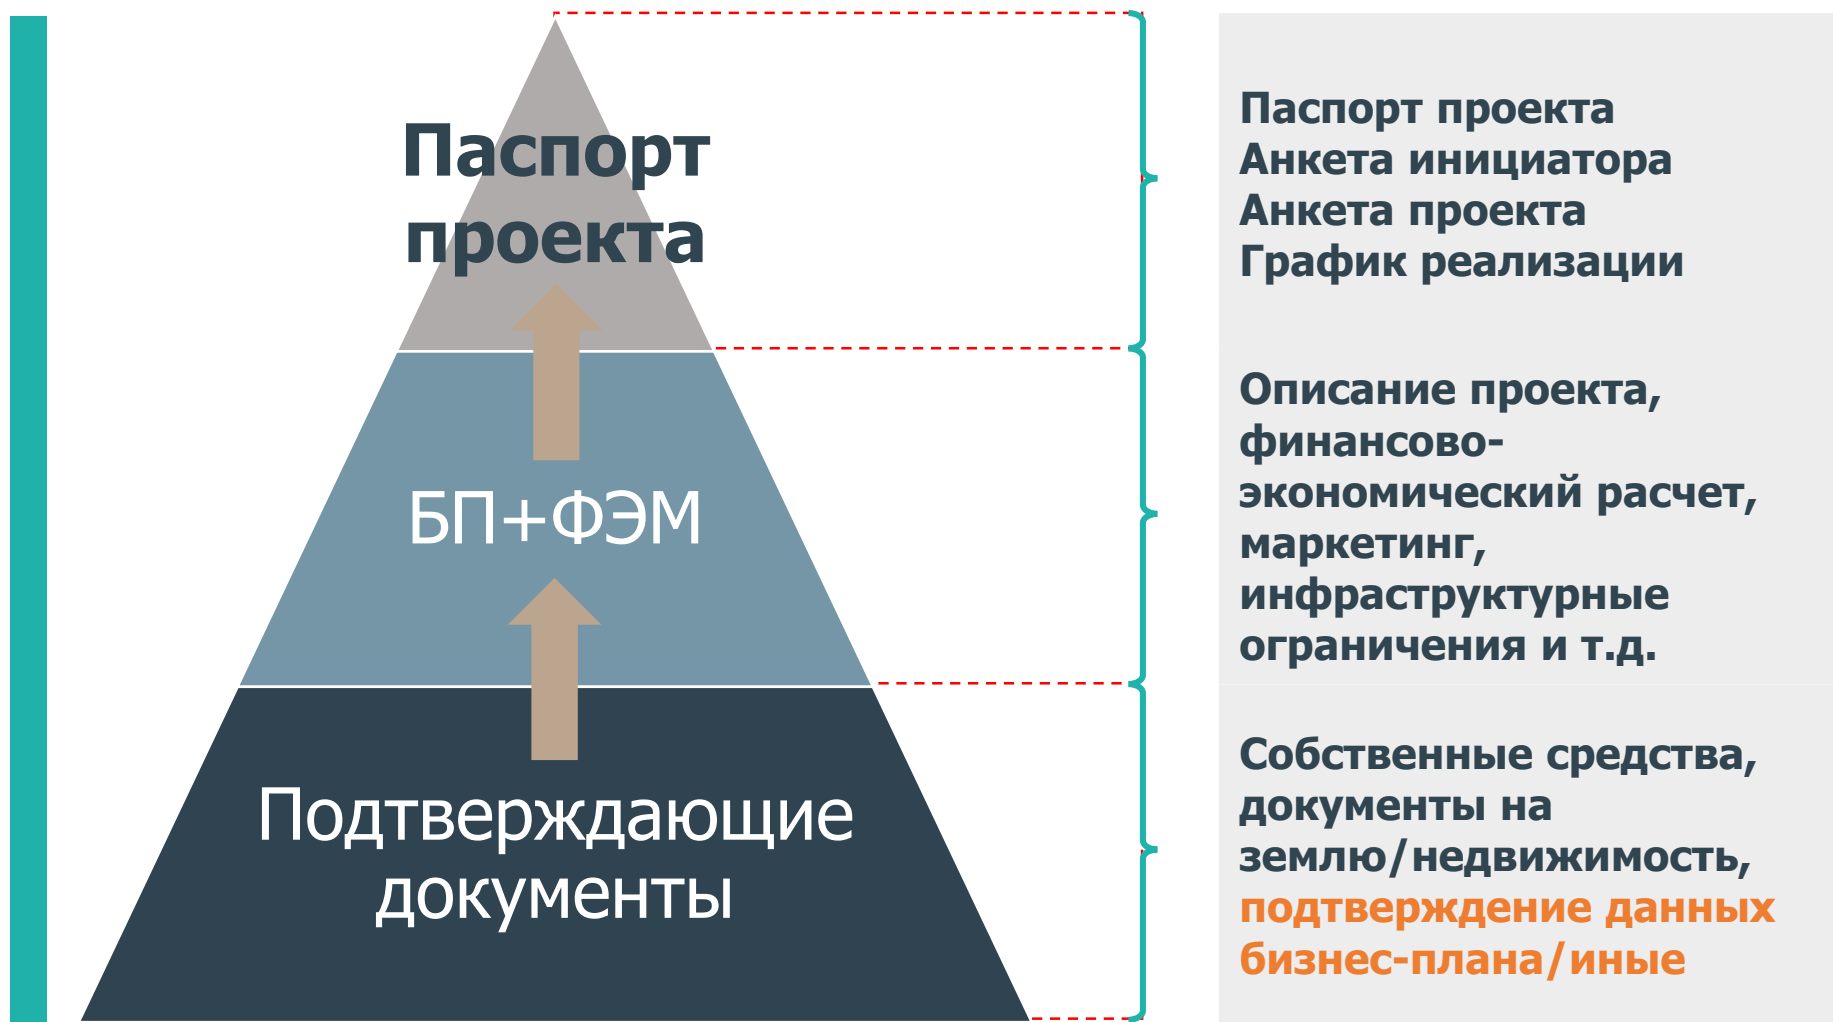 Паспорт
проекта
БП+ФЭМ
Подтверждающие
документы
Паспорт проекта
Анкета инициатора
Анкета проекта
График реализации
Описание проекта,
финансово-
экономический расчет,
маркетинг,
инфраструктурные
ограничения и т.д.
Собственные средства,
документы на
землю/недвижимость,
подтверждение данных
бизнес-плана/иные